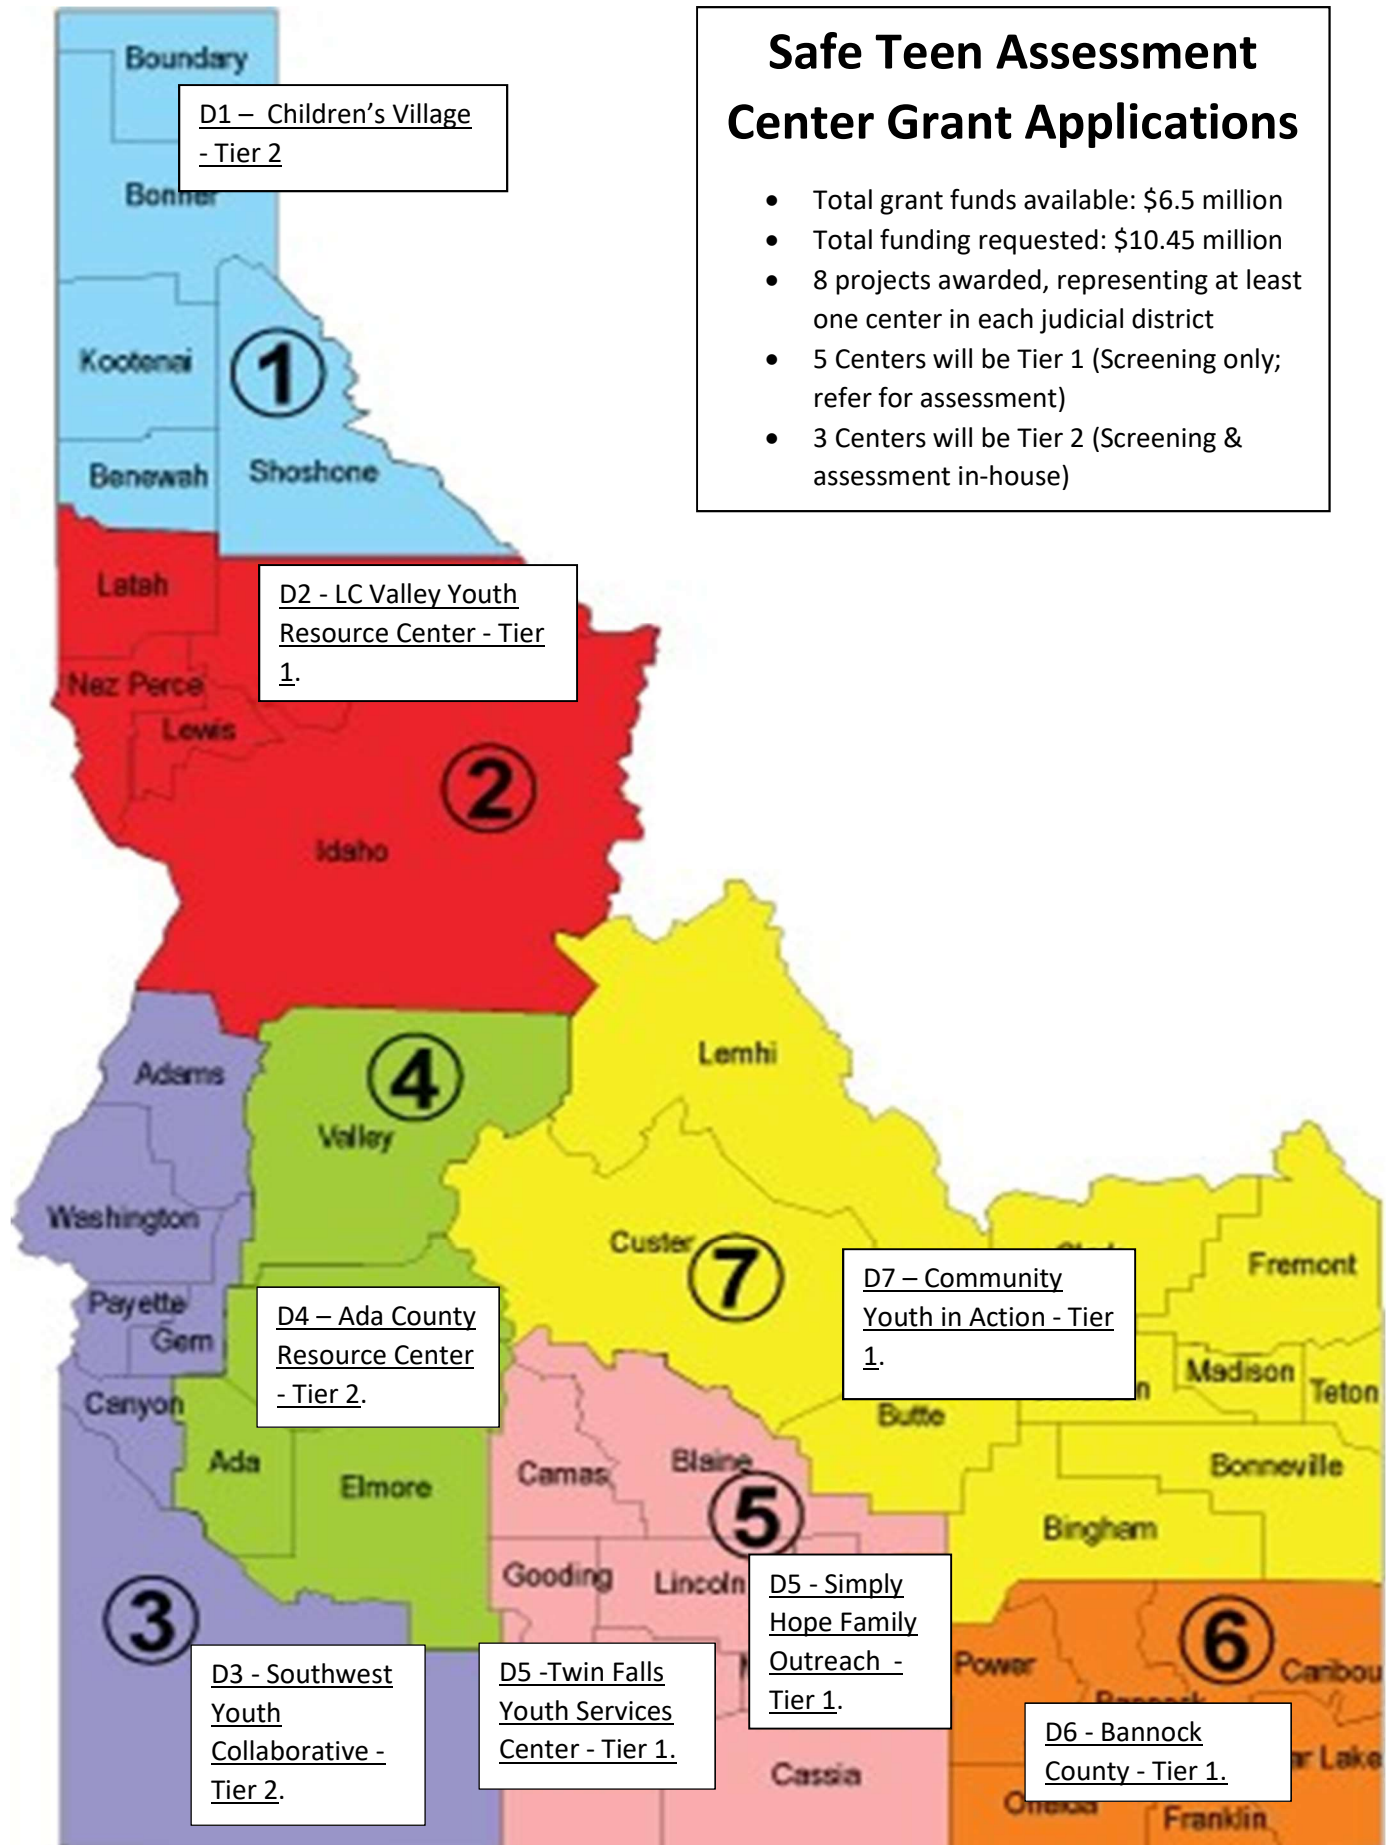 Safe Teen Assessment
Center Grant Applications
• Total grant funds available: $6.5 million
• Total funding requested: $10.45 million
• 8 projects awarded, representing at least
one center in each judicial district
• 5 Centers will be Tier 1 (Screening only;
refer for assessment)
• 3 Centers will be Tier 2 (Screening &
assessment in-house)
Boundary
D1 – Children’s Village
- Tier 2
Bonner
Kootenai
1
Benewah
Shoshone
Latah
D2 - LC Valley Youth
Resource Center - Tier
1.
Nez Perce
Lewis
2
Idaho
Adams
4
Valley
Lemhi
Washington
Custer
7
D7 – Community
Youth in Action - Tier
1.
Fremont
Payette
Gem
D4 – Ada County
Resource Center
- Tier 2.
Madison
Teton
Canyon
Butte
Ada
Elmore
Camas
Blaine
5
Bonneville
Bingham
Gooding
Lincoln
D5 - Simply
Hope Family
Outreach -
Tier 1.
3
D3 - Southwest
Youth
Collaborative -
Tier 2.
D5 -Twin Falls
Youth Services
Center - Tier 1.
Cassia
Power
6
Caribou
Bannock
D6 - Bannock
County - Tier 1.
ar Lake
Oneida
Franklin